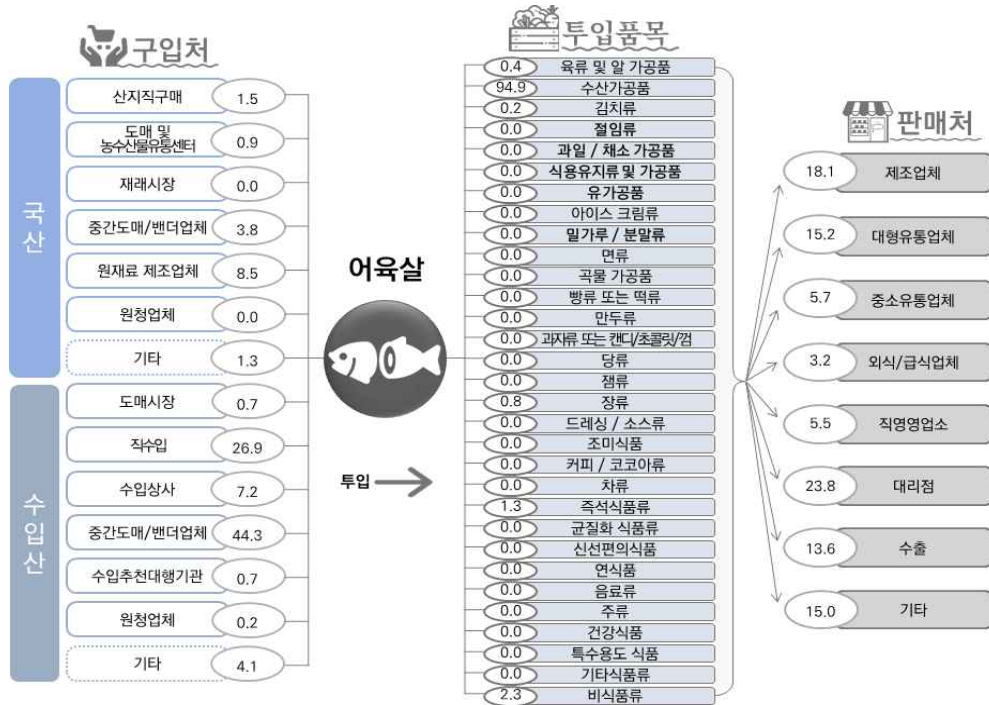 구입처
국산
산지직구매 1.5
도매 및
농수산물유통센터 0.9
재래시장 0.0
중간도매/밴더업체 3.8
원재료 제조업체 8.5
원청업체 0.0
기타 1.3
수입산
도매시장 0.7
직수입 26.9
수입상사 7.2
중간도매/밴더업체 44.3
수입추천대행기관 0.7
원청업체 0.2
기타 4.1
어육살
투입
투입품목
0.4 육류 및 알 가공품
94.9 수산가공품
0.2 김치류
0.0 절임류
0.0 과일 / 채소 가공품
0.0 식용유지류 및 가공품
0.0 유가공품
0.0 아이스 크림류
0.0 밀가루 / 분말류
0.0 면류
0.0 곡물 가공품
0.0 빵류 또는 떡류
0.0 만두류
0.0 과자류 또는 캔디/초콜릿/껌
0.0 당류
0.0 잼류
0.8 장류
0.0 드레싱 / 소스류
0.0 조미식품
0.0 커피 / 코코아류
0.0 차류
1.3 즉석식품류
0.0 균질화 식품류
0.0 신선편의식품
0.0 연식품
0.0 음료류
0.0 주류
0.0 건강식품
0.0 특수용도 식품
0.0 기타식품류
2.3 비식품류
판매처
18.1 제조업체
15.2 대형유통업체
5.7 중소유통업체
3.2 외식/급식업체
5.5 직영영업소
23.8 대리점
13.6 수출
15.0 기타